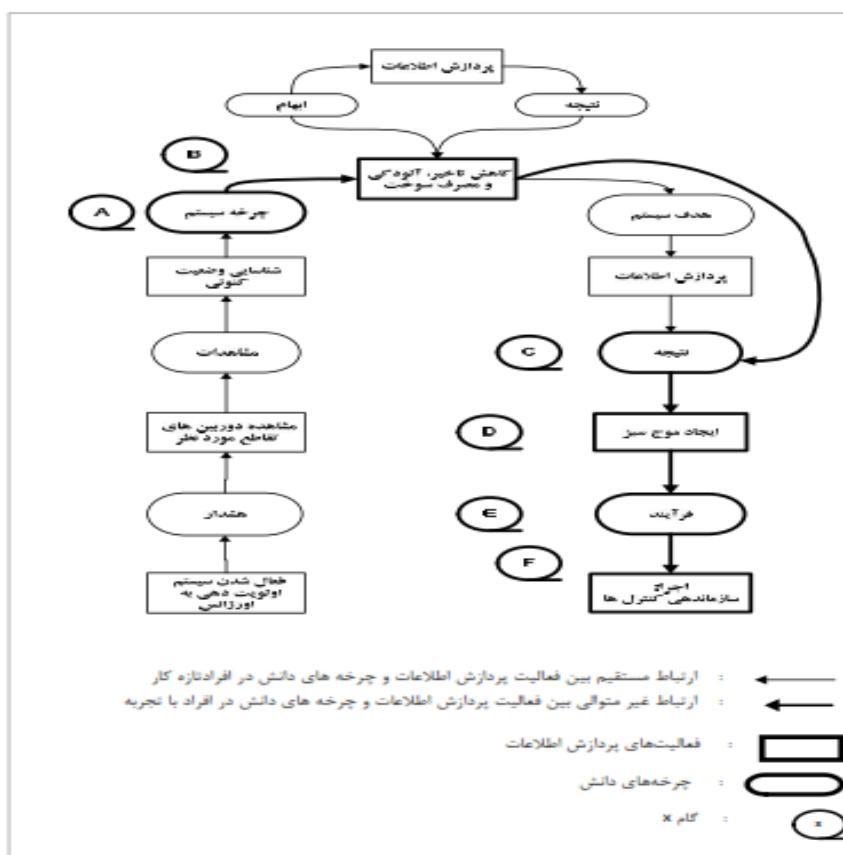 پردازش اطلاعات
ابهام
نتیجه
B
کاهش تاخیر، آلودگی
و مصرف سوخت
A
چرخه سیستم
هدف سیستم
شناسایی وضعیت
کنونی
پردازش اطلاعات
مشاهدات
C
نتیجه
مشاهده دوربین های
تقاطع مورد نظر
D
ایجاد موج سبز
هشدار
E
فرآیند
F
فعال شدن سیستم
اولویت دهی به
اورژانس
اجرا،
سازماندهی کنترل ها
: ارتباط مستقیم بین فعالیت پردازش اطلاعات و چرخه های دانش در افرادتازه کار
: ارتباط غیر متوالی بین فعالیت پردازش اطلاعات و چرخه های دانش در افراد با تجربه
: فعالیت‌های پردازش اطلاعات
: چرخه‌های دانش
: گام x
x